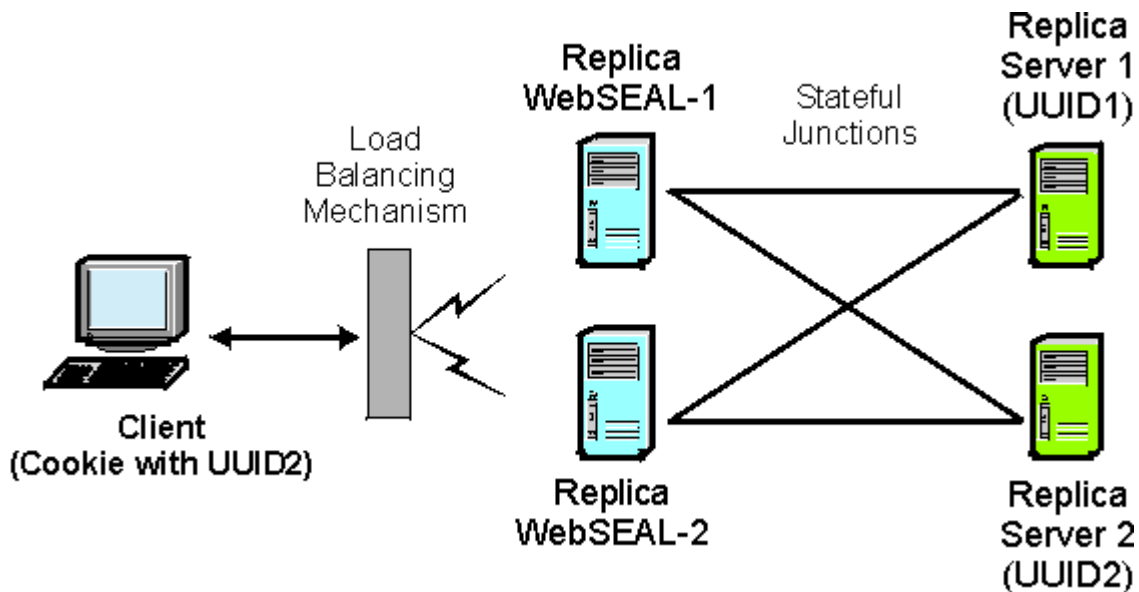 Replica
WebSEAL-1
Stateful
Junctions
Replica
Server 1
(UUID1)
Load
Balancing
Mechanism
Client
(Cookie with UUID2)
Replica
WebSEAL-2
Replica
Server 2
(UUID2)